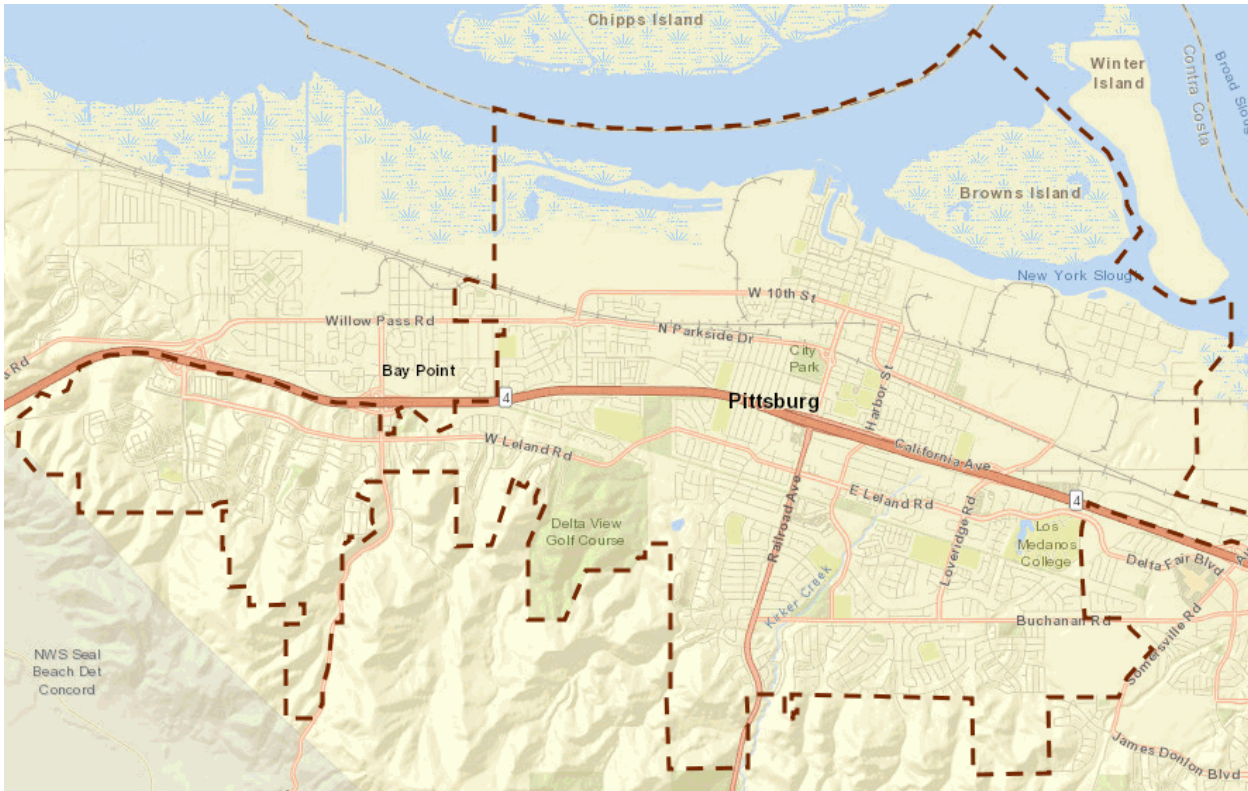 Chipps Island
Winter
Island
Contra Costa
Broad Slough
Browns Island
New York Slough
W 10th St
Willow Pass Rd
N Parkside Dr
City
Park
Bay Point
4
Pittsburg
Harbor St
W Leland Rd
California Ave
E Leland Rd
4
Railroad Ave
Loveridge Rd
Delta View
Golf Course
Los
Medanos
College
Delta Fair Blvd
Kirker Creek
Buchanan Rd
Somersville Rd
NWS Seal
Beach Det
Concord
James Donlon Blvd
Rd